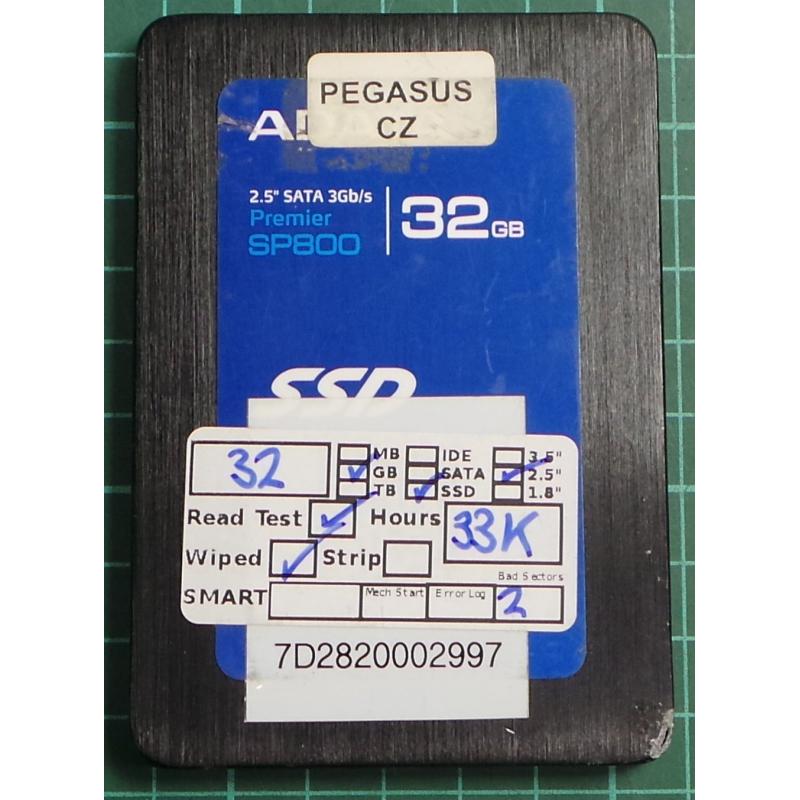 PEGASUS
CZ
2.5" SATA 3Gb/s
Premier
SP800
32GB
SSD
32
MB IDE 3.5"
GB SATA 2.5"
TB SSD 1.8"
Read Test Hours 33K
Wiped Strip
Bad Sectors
SMART Mech Start Error Log 2
7D2820002997